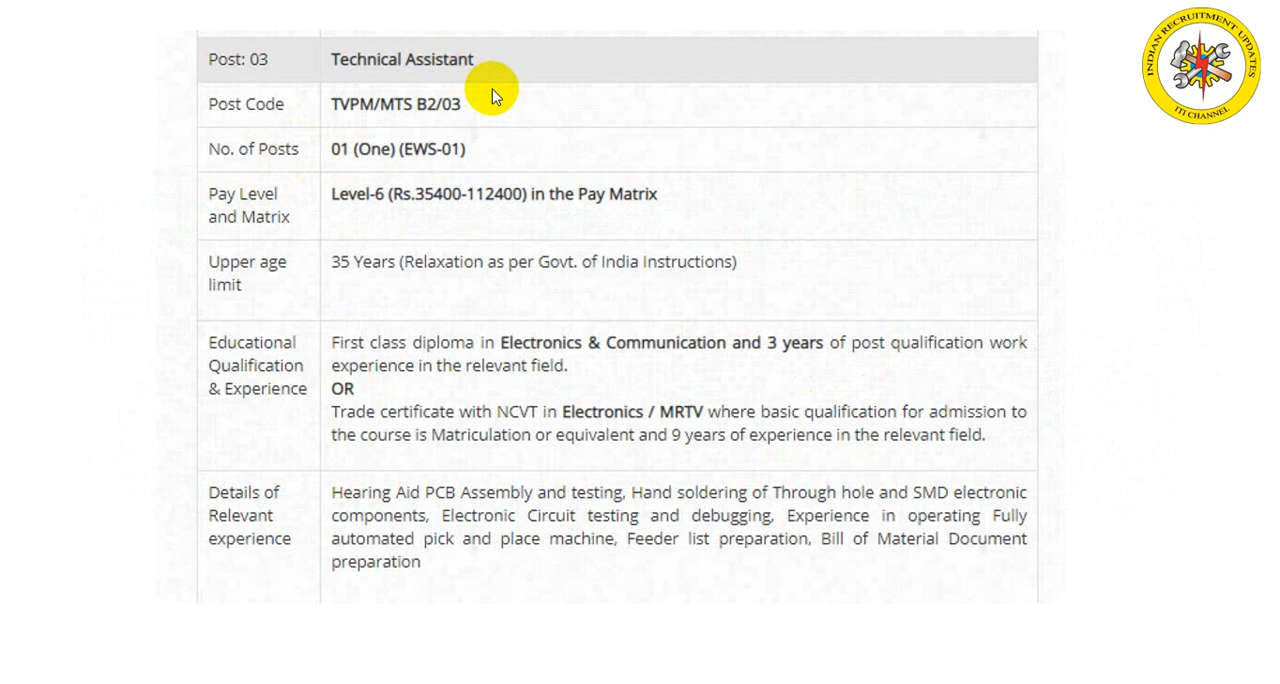 Post: 03
Technical Assistant
Post Code
TVPM/MTS B2/03
No. of Posts
01 (One) (EWS-01)
Pay Level
and Matrix
Level-6 (Rs.35400-112400) in the Pay Matrix
Upper age
limit
35 Years (Relaxation as per Govt. of India Instructions)
Educational
Qualification
& Experience
First class diploma in Electronics & Communication and 3 years of post qualification work
experience in the relevant field.
OR
Trade certificate with NCVT in Electronics / MRTV where basic qualification for admission to
the course is Matriculation or equivalent and 9 years of experience in the relevant field.
Details of
Relevant
experience
Hearing Aid PCB Assembly and testing, Hand soldering of Through hole and SMD electronic
components, Electronic Circuit testing and debugging, Experience in operating Fully
automated pick and place machine, Feeder list preparation, Bill of Material Document
preparation
INDIAN RECRUITMENT UPDATES
ITI CHANNEL